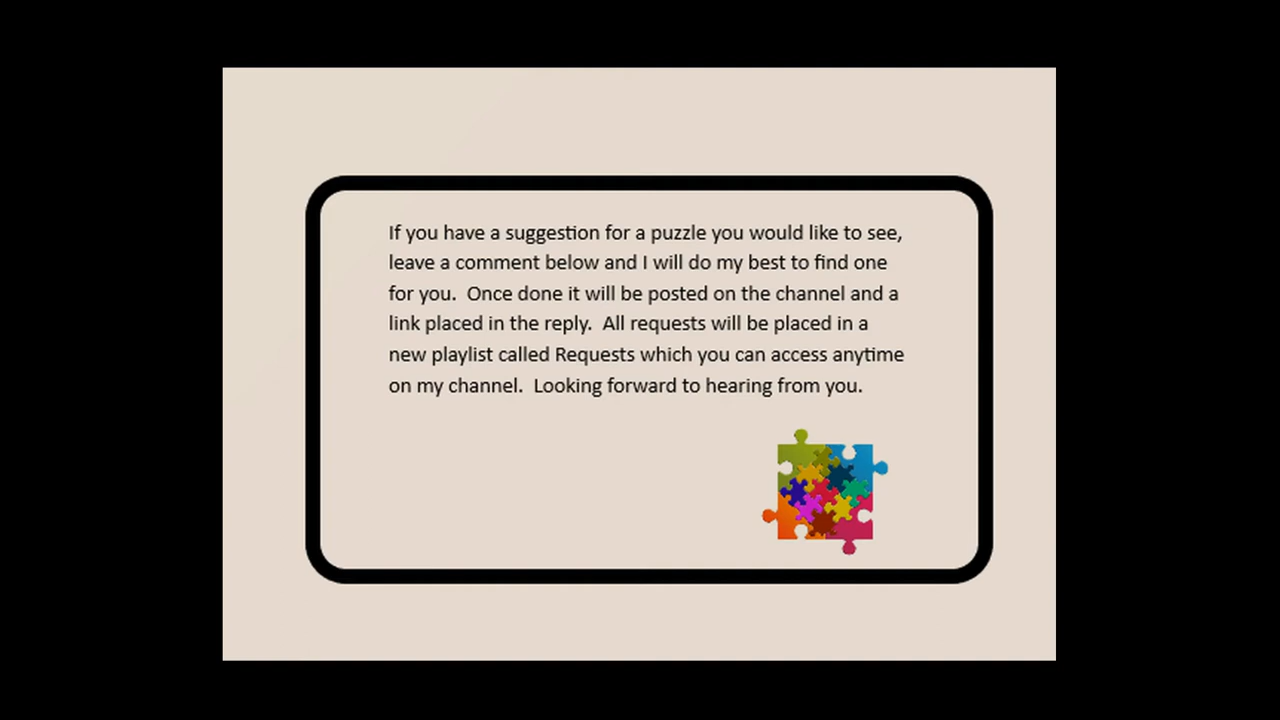 If you have a suggestion for a puzzle you would like to see,
leave a comment below and I will do my best to find one
for you.  Once done it will be posted on the channel and a
link placed in the reply.  All requests will be placed in a
new playlist called Requests which you can access anytime
on my channel.  Looking forward to hearing from you.